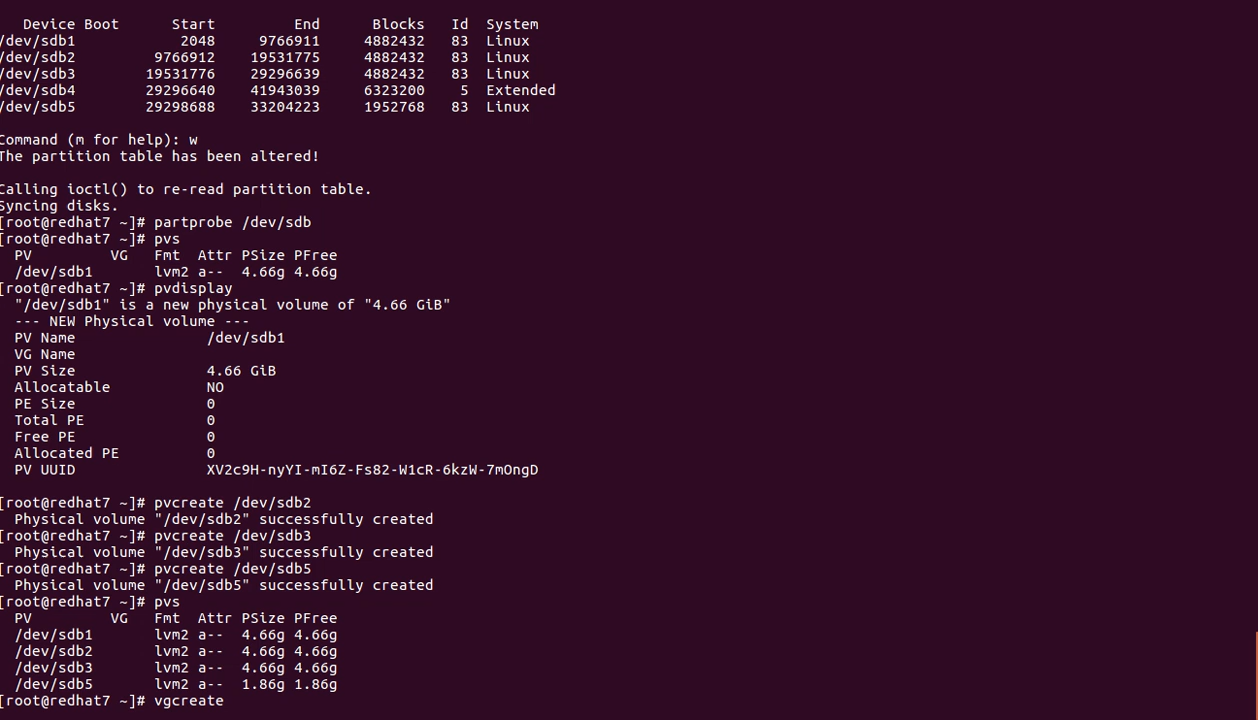 Device Boot      Start         End      Blocks   Id  System
/dev/sdb1            2048     9766911     4882432   83  Linux
/dev/sdb2         9766912    19531775     4882432   83  Linux
/dev/sdb3        19531776    29296639     4882432   83  Linux
/dev/sdb4        29296640    41943039     6323200    5  Extended
/dev/sdb5        29298688    33204223     1952768   83  Linux
Command (m for help): w
The partition table has been altered!
Calling ioctl() to re-read partition table.
Syncing disks.
[root@redhat7 ~]# partprobe /dev/sdb
[root@redhat7 ~]# pvs
  PV         VG   Fmt  Attr PSize PFree
  /dev/sdb1       lvm2 a--  4.66g 4.66g
[root@redhat7 ~]# pvdisplay
  "/dev/sdb1" is a new physical volume of "4.66 GiB"
  --- NEW Physical volume ---
  PV Name               /dev/sdb1
  VG Name
  PV Size               4.66 GiB
  Allocatable           NO
  PE Size               0
  Total PE              0
  Free PE               0
  Allocated PE          0
  PV UUID               XV2c9H-nyYI-mI6Z-Fs82-W1cR-6kzW-7mOngD
[root@redhat7 ~]# pvcreate /dev/sdb2
  Physical volume "/dev/sdb2" successfully created
[root@redhat7 ~]# pvcreate /dev/sdb3
  Physical volume "/dev/sdb3" successfully created
[root@redhat7 ~]# pvcreate /dev/sdb5
  Physical volume "/dev/sdb5" successfully created
[root@redhat7 ~]# pvs
  PV         VG   Fmt  Attr PSize PFree
  /dev/sdb1       lvm2 a--  4.66g 4.66g
  /dev/sdb2       lvm2 a--  4.66g 4.66g
  /dev/sdb3       lvm2 a--  4.66g 4.66g
  /dev/sdb5       lvm2 a--  1.86g 1.86g
[root@redhat7 ~]# vgcreate